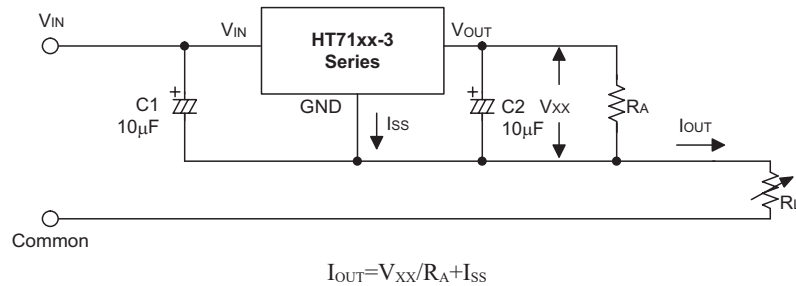 VIN
VIN
HT71xx-3
Series
VOUT
C1
10μF
GND
ISS
C2
10μF
VXX
RA
IOUT
RL
Common
IOUT=VXX/RA+ISS